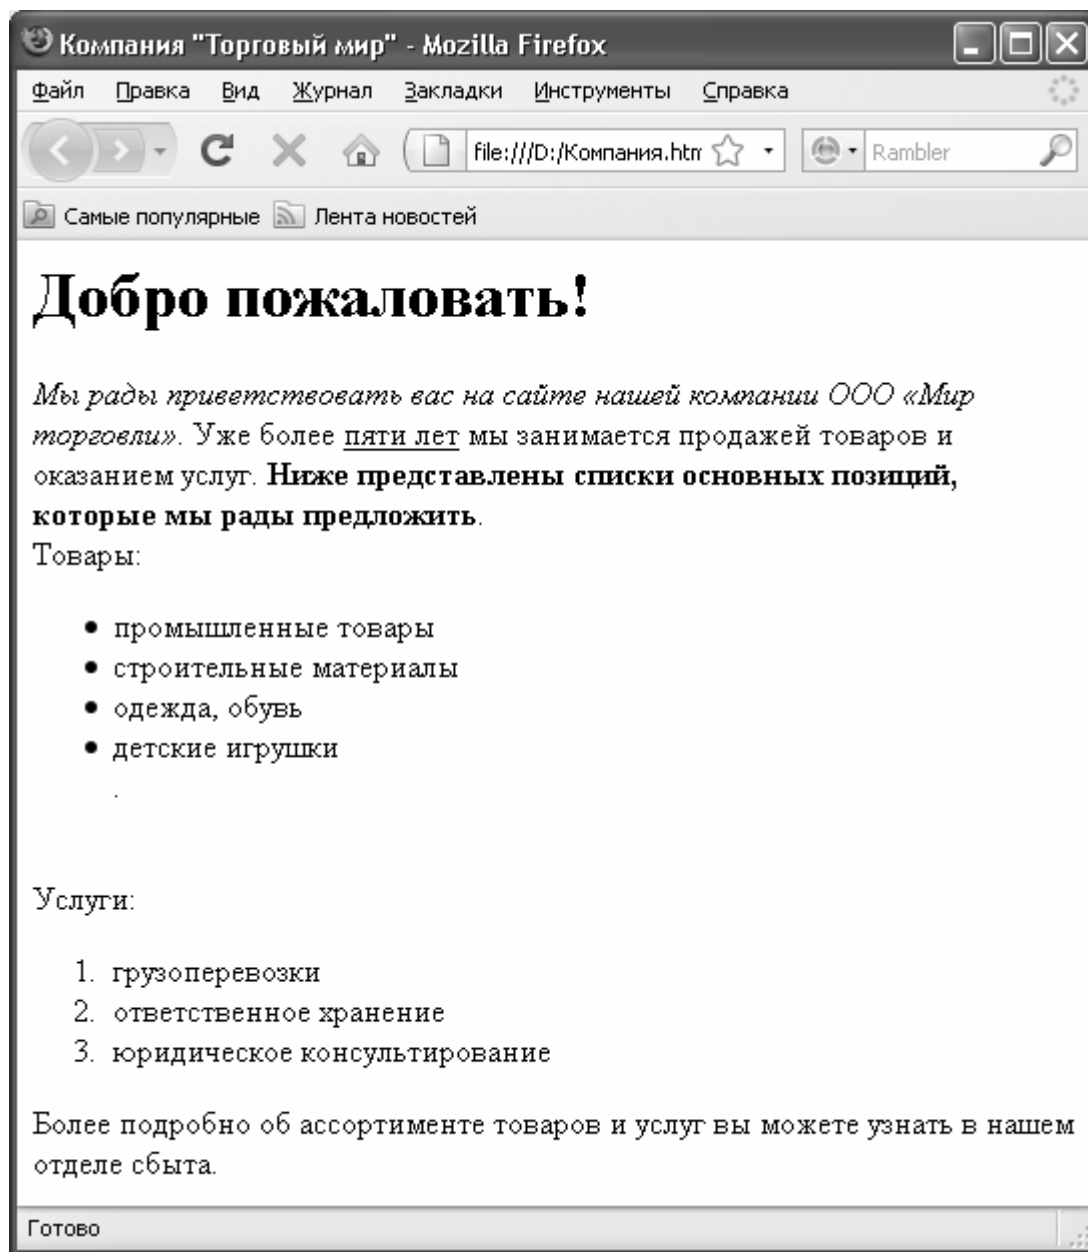 Компания "Торговый мир" - Mozilla Firefox
Файл Правка Вид Журнал Закладки Инструменты Справка
file:///D:/Компания.htm Rambler
Самые популярные Лента новостей
Добро пожаловать!
Мы рады приветствовать вас на сайте нашей компании ООО «Мир
торговли». Уже более пяти лет мы занимается продажей товаров и
оказанием услуг. Ниже представлены списки основных позиций,
которые мы рады предложить.
Товары:
• промышленные товары
• строительные материалы
• одежда, обувь
• детские игрушки
.
Услуги:
1. грузоперевозки
2. ответственное хранение
3. юридическое консультирование
Более подробно об ассортименте товаров и услуг вы можете узнать в нашем
отделе сбыта.
Готово